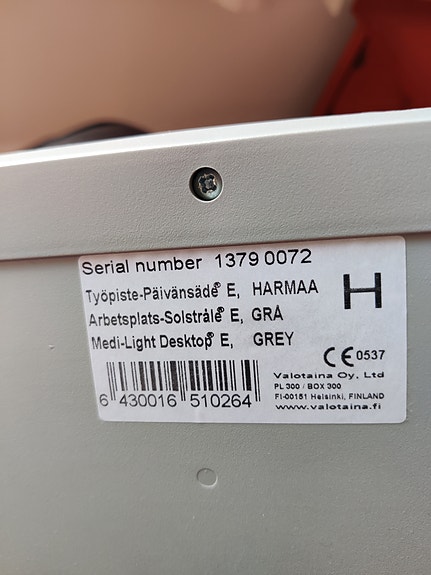 Serial number 1379 0072
Työpiste-Päivänsäde® E, HARMAA
Arbetsplats-Solstråle® E, GRÅ
Medi-Light Desktop® E, GREY
H
CE 0537
Valotaina Oy, Ltd
PL 300 / BOX 300
FI-00151 Helsinki, FINLAND
www.valotaina.fi
6 430016 510264